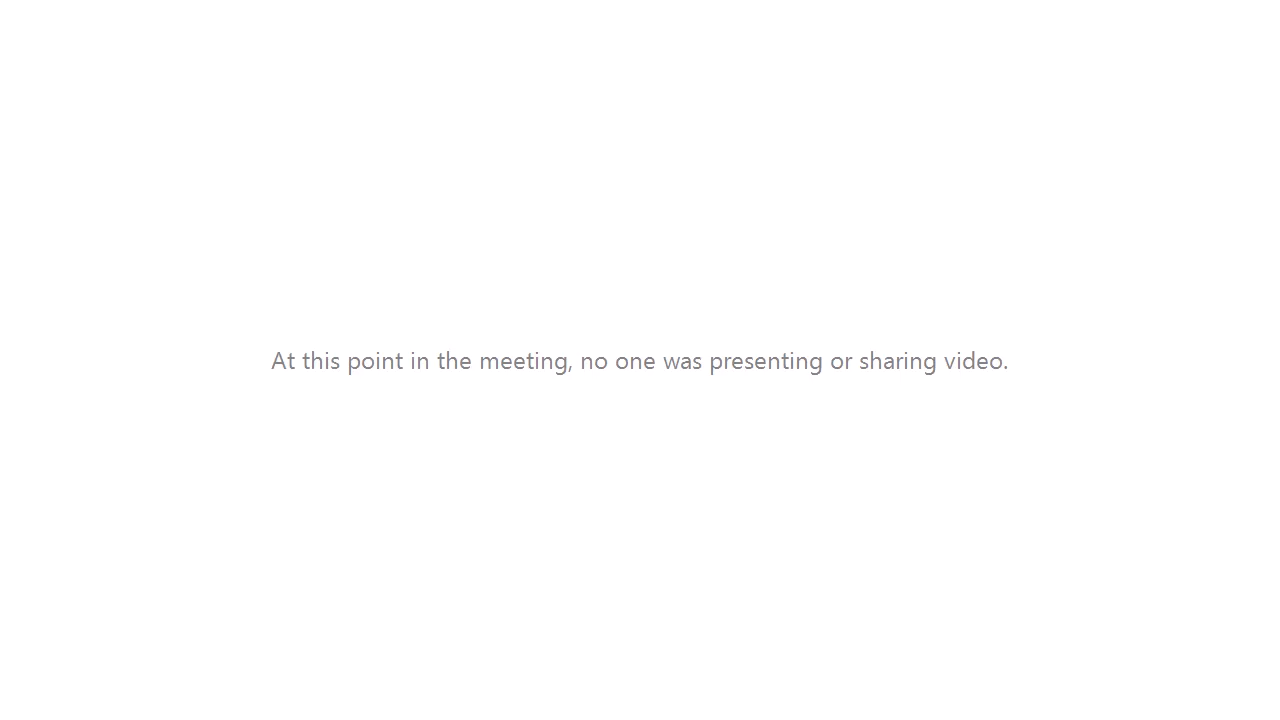 At this point in the meeting, no one was presenting or sharing video.